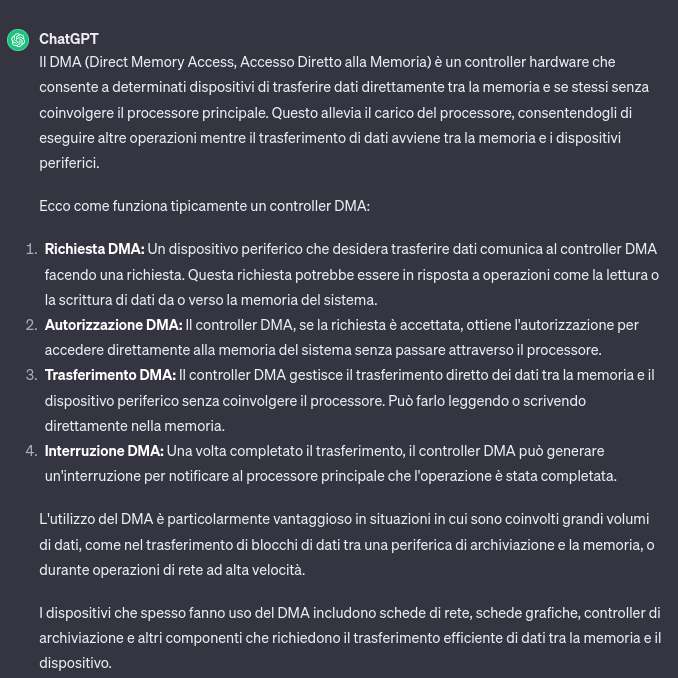 ChatGPT
Il DMA (Direct Memory Access, Accesso Diretto alla Memoria) è un controller hardware che
consente a determinati dispositivi di trasferire dati direttamente tra la memoria e se stessi senza
coinvolgere il processore principale. Questo allevia il carico del processore, consentendogli di
eseguire altre operazioni mentre il trasferimento di dati avviene tra la memoria e i dispositivi
periferici.
Ecco come funziona tipicamente un controller DMA:
1. Richiesta DMA: Un dispositivo periferico che desidera trasferire dati comunica al controller DMA
facendo una richiesta. Questa richiesta potrebbe essere in risposta a operazioni come la lettura o
la scrittura di dati da o verso la memoria del sistema.
2. Autorizzazione DMA: Il controller DMA, se la richiesta è accettata, ottiene l'autorizzazione per
accedere direttamente alla memoria del sistema senza passare attraverso il processore.
3. Trasferimento DMA: Il controller DMA gestisce il trasferimento diretto dei dati tra la memoria e il
dispositivo periferico senza coinvolgere il processore. Può farlo leggendo o scrivendo
direttamente nella memoria.
4. Interruzione DMA: Una volta completato il trasferimento, il controller DMA può generare
un'interruzione per notificare al processore principale che l'operazione è stata completata.
L'utilizzo del DMA è particolarmente vantaggioso in situazioni in cui sono coinvolti grandi volumi
di dati, come nel trasferimento di blocchi di dati tra una periferica di archiviazione e la memoria, o
durante operazioni di rete ad alta velocità.
I dispositivi che spesso fanno uso del DMA includono schede di rete, schede grafiche, controller di
archiviazione e altri componenti che richiedono il trasferimento efficiente di dati tra la memoria e il
dispositivo.